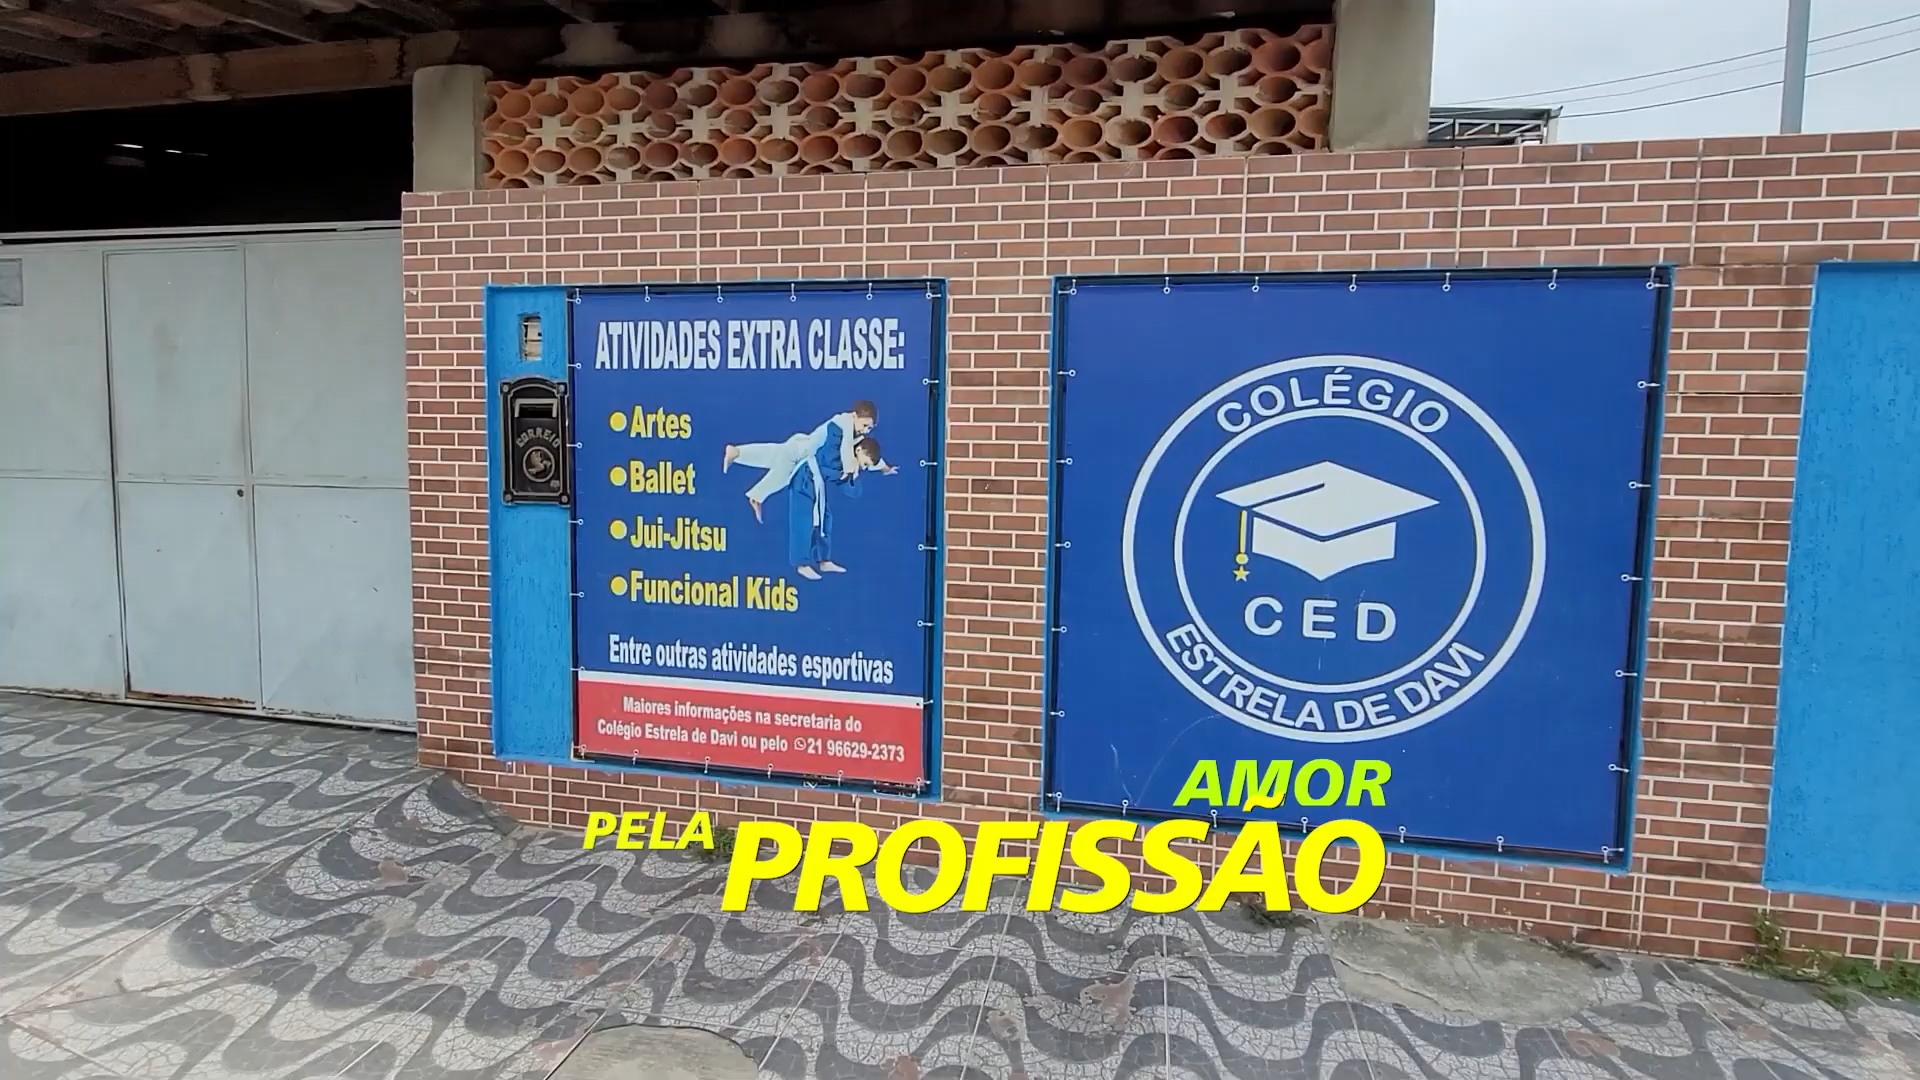 ATIVIDADES EXTRA CLASSE:
Artes
Ballet
Jui-Jitsu
Funcional Kids
Entre outras atividades esportivas
Maiores informações na secretaria do
Colégio Estrela de Davi ou pelo 21 96629-2373
CORREIO
COLÉGIO
CED
ESTRELA DE DAVI
AMOR
PELA PROFISSÃO